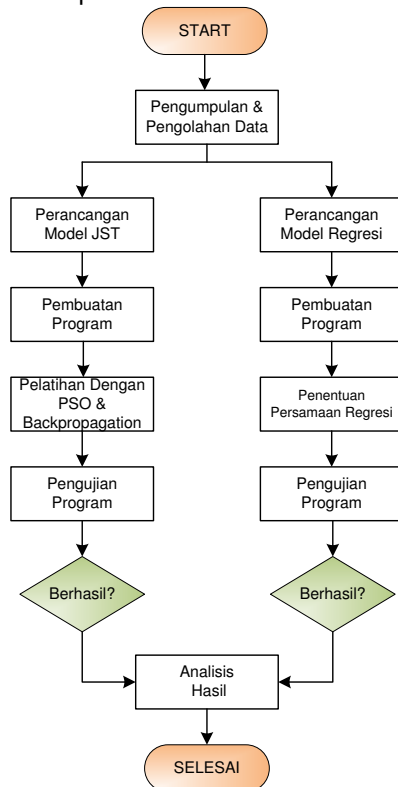 START
Pengumpulan &
Pengolahan Data
Perancangan
Model JST
Pembuatan
Program
Pelatihan Dengan
PSO &
Backpropagation
Pengujian
Program
Berhasil?
Perancangan
Model Regresi
Pembuatan
Program
Penentuan
Persamaan Regresi
Pengujian
Program
Berhasil?
Analisis
Hasil
SELESAI